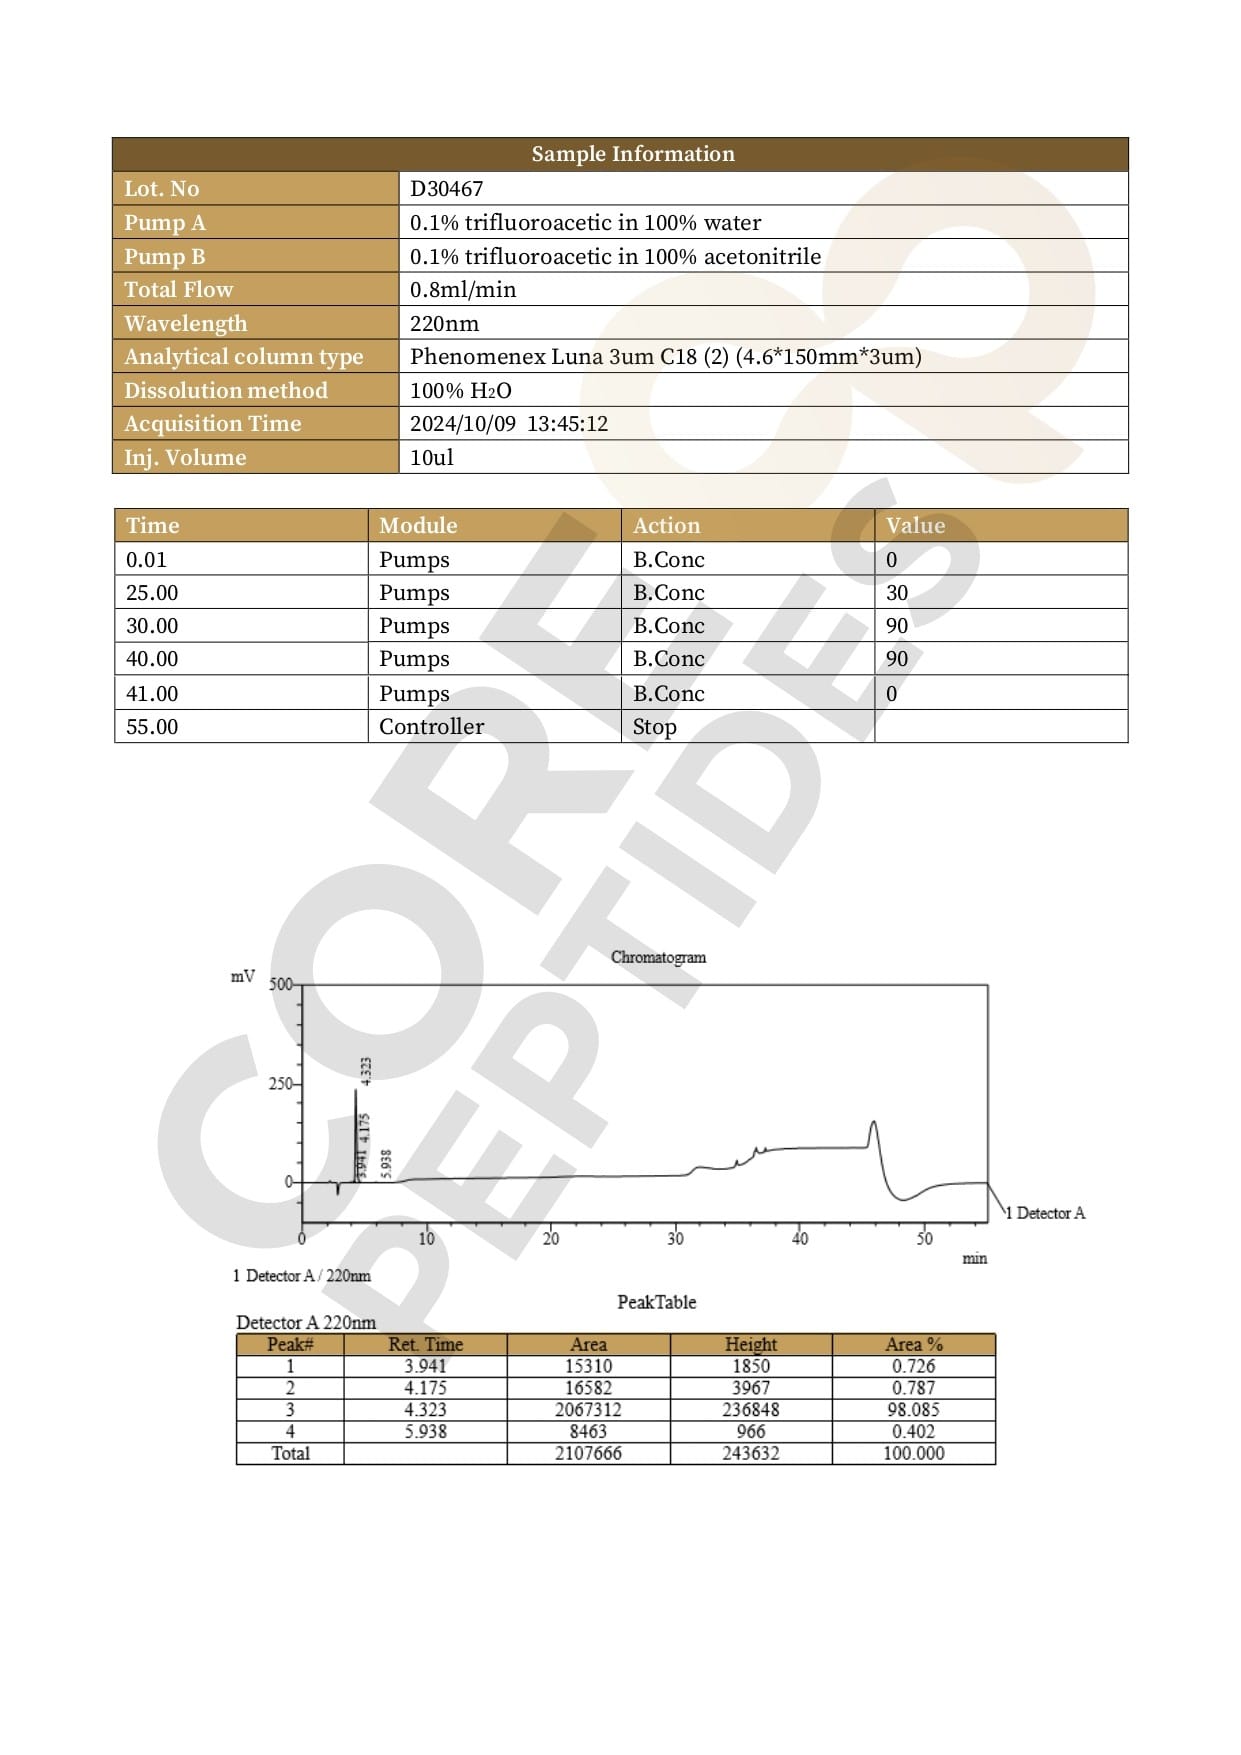 Sample Information
Lot. No D30467
Pump A 0.1% trifluoroacetic in 100% water
Pump B 0.1% trifluoroacetic in 100% acetonitrile
Total Flow 0.8ml/min
Wavelength 220nm
Analytical column type Phenomenex Luna 3um C18 (2) (4.6*150mm*3um)
Dissolution method 100% H₂O
Acquisition Time 2024/10/09 13:45:12
Inj. Volume 10ul
Time Module Action Value
0.01 Pumps B.Conc 0
25.00 Pumps B.Conc 30
30.00 Pumps B.Conc 90
40.00 Pumps B.Conc 90
41.00 Pumps B.Conc 0
55.00 Controller Stop
CORE
PEPTIDES
Chromatogram
mV
500
250
0
4.323
3.941 4.175
5.938
0 10 20 30 40 50
min
1 Detector A
1 Detector A / 220nm
PeakTable
Detector A 220nm
Peak# Ret. Time Area Height Area %
1 3.941 15310 1850 0.726
2 4.175 16582 3967 0.787
3 4.323 2067312 236848 98.085
4 5.938 8463 966 0.402
Total 2107666 243632 100.000